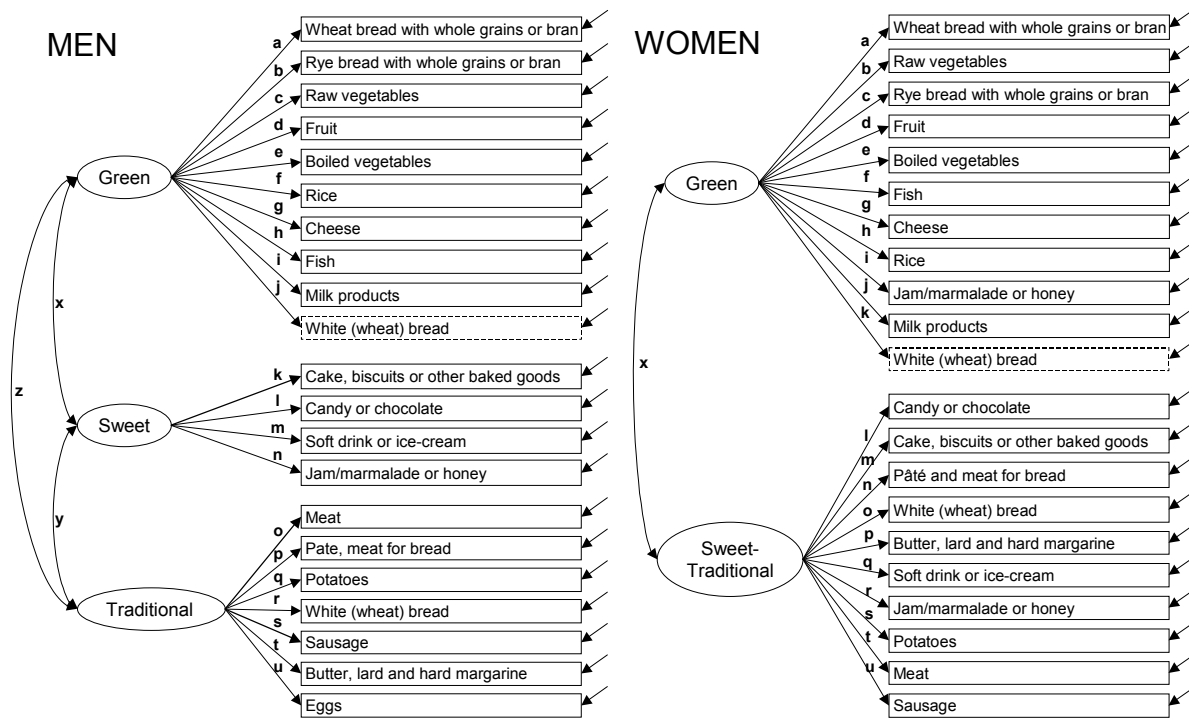 MEN
a
b
c
d
e
f
g
h
i
j
Wheat bread with whole grains or bran
Rye bread with whole grains or bran
Raw vegetables
Fruit
Boiled vegetables
Rice
Cheese
Fish
Milk products
White (wheat) bread
Green
x
z
k
l
m
n
Cake, biscuits or other baked goods
Candy or chocolate
Soft drink or ice-cream
Jam/marmalade or honey
Sweet
y
o
p
q
r
s
t
u
Meat
Pate, meat for bread
Potatoes
White (wheat) bread
Sausage
Butter, lard and hard margarine
Eggs
Traditional
WOMEN
a
b
c
d
e
f
g
h
i
j
k
Wheat bread with whole grains or bran
Raw vegetables
Rye bread with whole grains or bran
Fruit
Boiled vegetables
Fish
Cheese
Rice
Jam/marmalade or honey
Milk products
White (wheat) bread
Green
x
l
m
n
o
p
q
r
s
t
u
Candy or chocolate
Cake, biscuits or other baked goods
Pâté and meat for bread
White (wheat) bread
Butter, lard and hard margarine
Soft drink or ice-cream
Jam/marmalade or honey
Potatoes
Meat
Sausage
Sweet-
Traditional